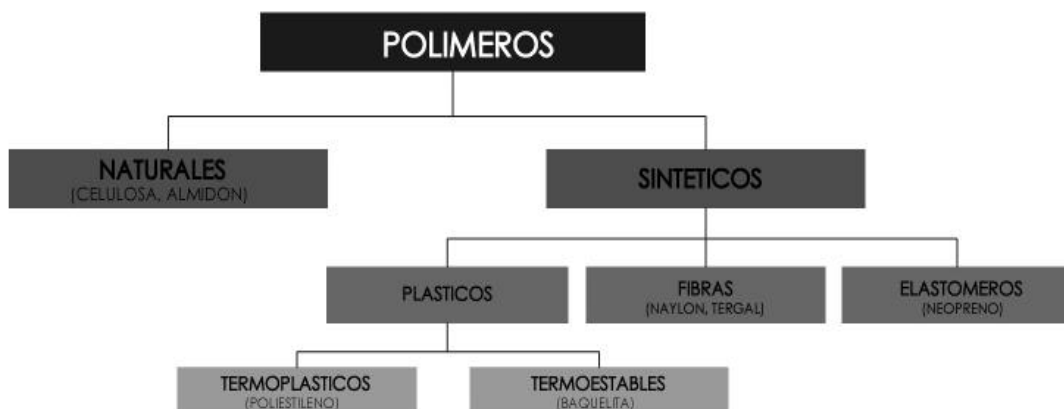 POLIMEROS
NATURALES
(CELULOSA, ALMIDON)
SINTETICOS
PLASTICOS
FIBRAS
(NAYLON, TERGAL)
ELASTOMEROS
(NEOPRENO)
TERMOPLASTICOS
(POLIESTILENO)
TERMOESTABLES
(BAQUELITA)